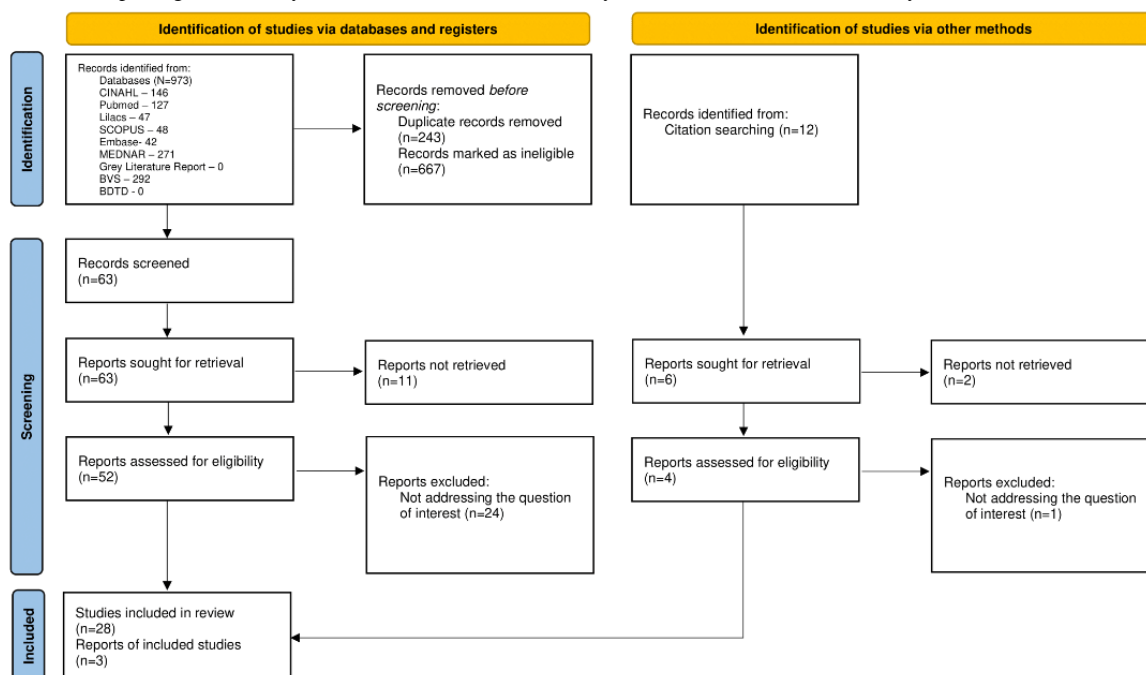 Identification of studies via databases and registers
Identification of studies via other methods
Identification
Records identified from:
Databases (N=973)
CINAHL – 146
Pubmed – 127
Lilacs – 47
SCOPUS – 48
Embase- 42
MEDNAR – 271
Grey Literature Report – 0
BVS – 292
BDTD - 0
Records removed before
screening:
Duplicate records removed
(n=243)
Records marked as ineligible
(n=667)
Records identified from:
Citation searching (n=12)
Screening
Records screened
(n=63)
Reports sought for retrieval
(n=63)
Reports not retrieved
(n=11)
Reports sought for retrieval
(n=6)
Reports not retrieved
(n=2)
Reports assessed for eligibility
(n=52)
Reports excluded:
Not addressing the question
of interest (n=24)
Reports assessed for eligibility
(n=4)
Reports excluded:
Not addressing the question
of interest (n=1)
Included
Studies included in review
(n=28)
Reports of included studies
(n=3)